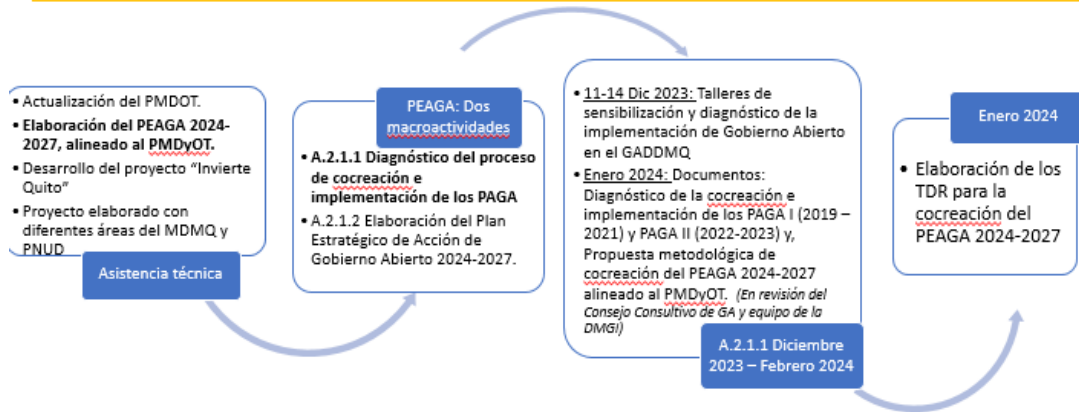 • Actualización del PMDOT.
• Elaboración del PEAGA 2024-
2027, alineado al PMDyOT.
• Desarrollo del proyecto “Invierte
Quito”
• Proyecto elaborado con
diferentes áreas del MDMQ y
PNUD
Asistencia técnica
PEAGA: Dos
macroactividades
• A.2.1.1 Diagnóstico del proceso
de cocreación e
implementación de los PAGA
• A.2.1.2 Elaboración del Plan
Estratégico de Acción de
Gobierno Abierto 2024-2027.
• 11-14 Dic 2023: Talleres de
sensibilización y diagnóstico de la
implementación de Gobierno Abierto
en el GADDMQ
• Enero 2024: Documentos:
Diagnóstico de la cocreación e
implementación de los PAGA I (2019 –
2021) y PAGA II (2022-2023) y,
Propuesta metodológica de
cocreación del PEAGA 2024-2027
alineado al PMDyOT. (En revisión del
Consejo Consultivo de GA y equipo de la
DMGI)
A.2.1.1 Diciembre
2023 – Febrero 2024
Enero 2024
• Elaboración de los
TDR para la
cocreación del
PEAGA 2024-2027